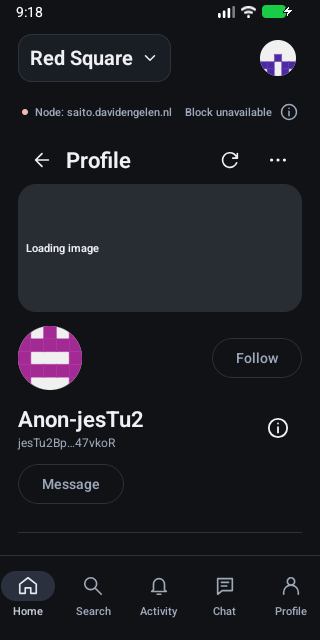 9:18
Red Square
Node: saito.davidengelen.nl Block unavailable
Profile
Loading image
Follow
Anon-jesTu2
jesTu2Bp...47vkoR
Message
Home Search Activity Chat Profile